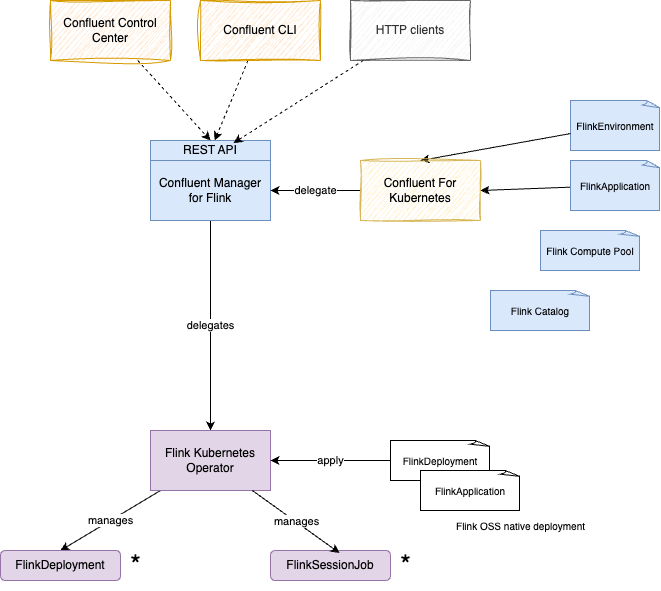 Confluent Control
Center
Confluent CLI
HTTP clients
REST API
Confluent Manager
for Flink
delegate
Confluent For
Kubernetes
FlinkEnvironment
FlinkApplication
Flink Compute Pool
Flink Catalog
delegates
Flink Kubernetes
Operator
apply
FlinkDeployment
FlinkApplication
Flink OSS native deployment
manages
manages
FlinkDeployment
*
FlinkSessionJob
*